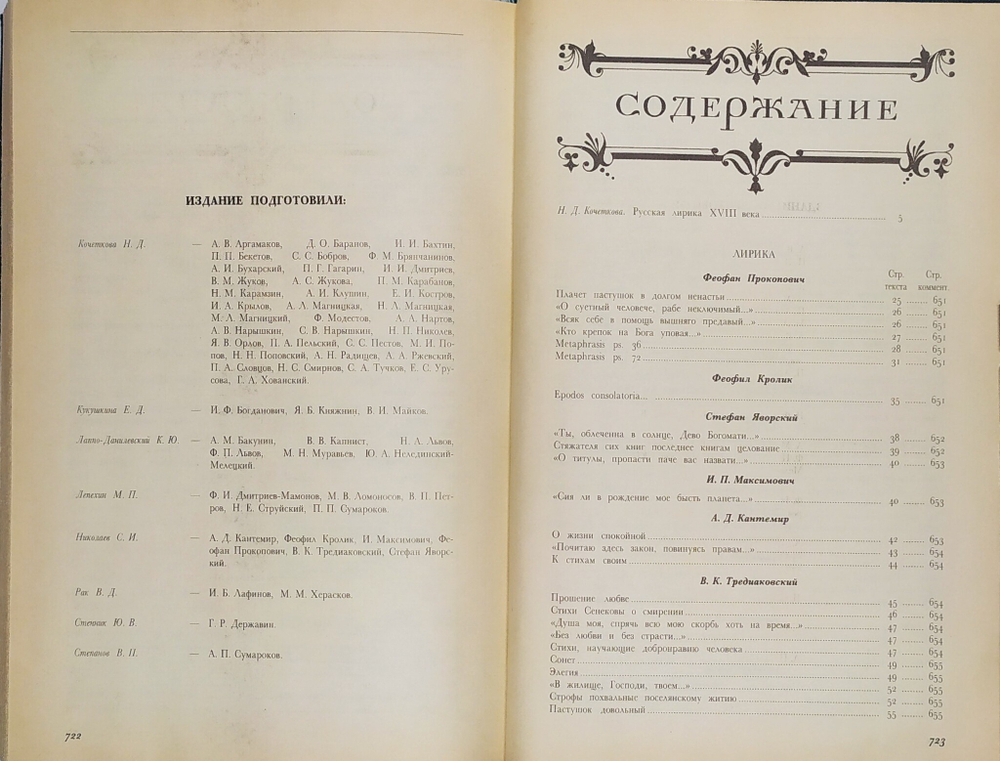 ИЗДАНИЕ ПОДГОТОВИЛИ:
Кочеткова Н. Д. — А. В. Аргамаков, Д. О. Баранов, Н. И. Бахтин,
П. П. Бекетов, С. С. Бобров, Ф. М. Брянчанинов,
А. И. Бухарский, П. Г. Гагарин, И. И. Дмитриев,
В. М. Жуков, А. С. Жукова, П. М. Карабанов,
Н. М. Карамзин, А. И. Клушин, Е. И. Костров,
И. А. Крылов, А. Л. Магницкая, Н. Л. Магницкая,
М. Л. Магницкий, Ф. Модестов, А. А. Нартов,
А. В. Нарышкин, С. В. Нарышкин, Н. П. Николев,
Я. В. Орлов, П. А. Пельский, С. С. Пестов, М. И. По-
пов, Н. Н. Поповский, А. Н. Радищев, А. А. Ржевский,
П. А. Словцов, Н. С. Смирнов, С. А. Тучков, Е. С. Уру-
сова, Г. А. Хованский.
Кукушкина Е. Д. — И. Ф. Богданович, Я. Б. Княжнин, В. И. Майков.
Лаппо-Данилевский К. Ю. — А. М. Бакунин, В. В. Капнист, Н. А. Львов,
Ф. П. Львов, М. Н. Муравьев, Ю. А. Нелединский-
Мелецкий.
Лепехин М. П. — Ф. И. Дмитриев-Мамонов, М. В. Ломоносов, В. П. Пет-
ров, Н. Е. Струйский, П. П. Сумароков.
Николаев С. И. — А. Д. Кантемир, Феофил Кролик, И. Максимович, Фе-
офан Прокопович, В. К. Тредиаковский, Стефан Явор-
ский.
Рак В. Д. — И. Б. Лафинов, М. М. Херасков.
Стенник Ю. В. — Г. Р. Державин.
Степанов В. П. — А. П. Сумароков.
722
СОДЕРЖАНИЕ
Н. Д. Кочеткова. Русская лирика XVIII века 5
ЛИРИКА
Стр. текста Стр. коммент.
Феофан Прокопович
Плачет пастушок в долгом ненастьи 25 651
«О суетный человече, рабе неключимый...» 26 651
«Всяк себе в помощь вышняго предавый...» 26 651
«Кто крепок на Бога уповая...» 27 651
Metaphrasis ps. 36 28 651
Metaphrasis ps. 72 31 651
Феофил Кролик
Epodos consolatoria... 35 651
Стефан Яворский
«Ты, облеченна в солнце, Дево Богомати...» 38 652
Стяжателя сих книг последнее книгам целование 39 652
«О титулы, пропасти паче вас назвати...» 40 653
И. П. Максимович
«Сия ли в рождение мое бысть планета...» 40 653
А. Д. Кантемир
О жизни спокойной 42 653
«Почитаю здесь закон, повинуясь правам...» 43 654
К стихам своим 44 654
В. К. Тредиаковский
Прошение любве 45 654
Стихи Сенековы о смирении 46 654
«Душа моя, спрячь всю мою скорбь хоть на время...» 47 654
«Без любви и без страсти...» 47 654
Стихи, научающие добронравию человека 47 654
Сонет 49 655
Элегия 49 655
«В жилище, Господи, твоем...» 52 655
Строфы похвальные поселянскому житию 52 655
Пастушок довольный 55 655
723